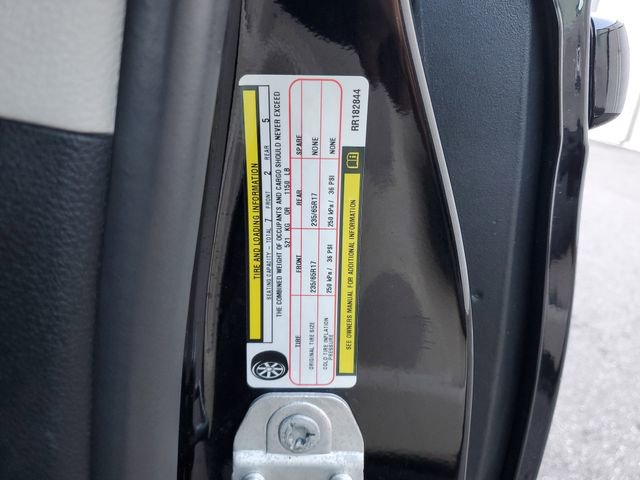 TIRE AND LOADING INFORMATION
SEATING CAPACITY - TOTAL 7 FRONT 2 REAR 5
THE COMBINED WEIGHT OF OCCUPANTS AND CARGO SHOULD NEVER EXCEED
521 KG OR 1150 LB
TIRE FRONT REAR SPARE
ORIGINAL TIRE SIZE 235/65R17 235/65R17 NONE
COLD TIRE INFLATION PRESSURE 250 kPa / 36 PSI 250 kPa / 36 PSI NONE
SEE OWNERS MANUAL FOR ADDITIONAL INFORMATION
RR182844